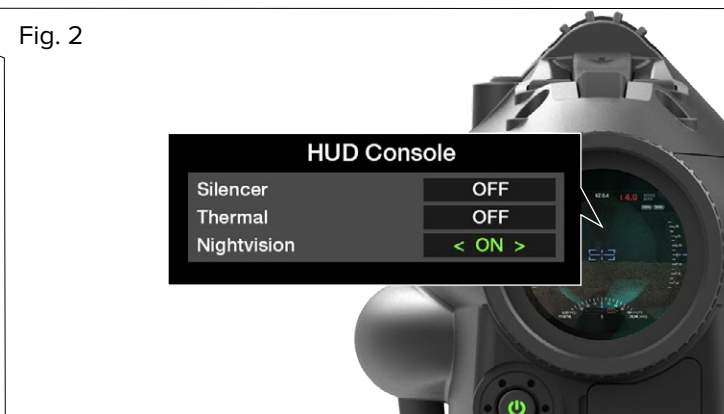 Fig. 2
HUD Console
Silencer OFF
Thermal OFF
Nightvision < ON >